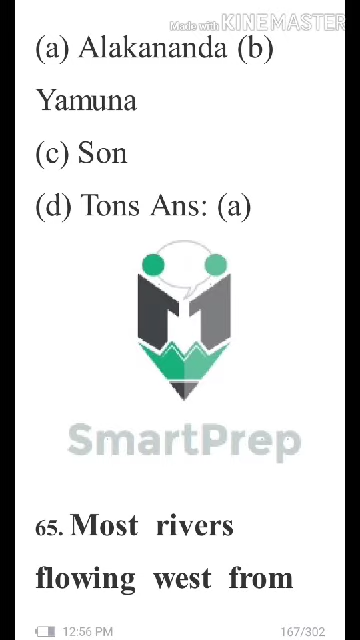 Made with KINEMASTER
(a) Alakananda (b)
Yamuna
(c) Son
(d) Tons Ans: (a)
SmartPrep
65. Most rivers
flowing west from
12:56 PM 167/302